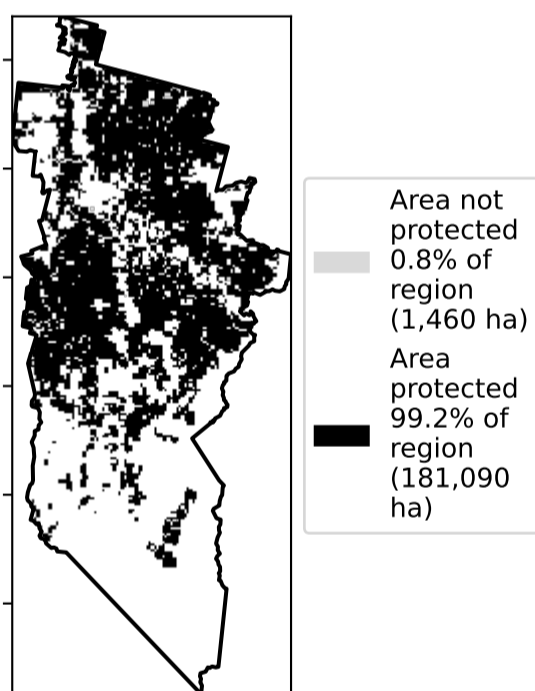 Area not
protected
0.8% of
region
(1,460 ha)
Area
protected
99.2% of
region
(181,090
ha)